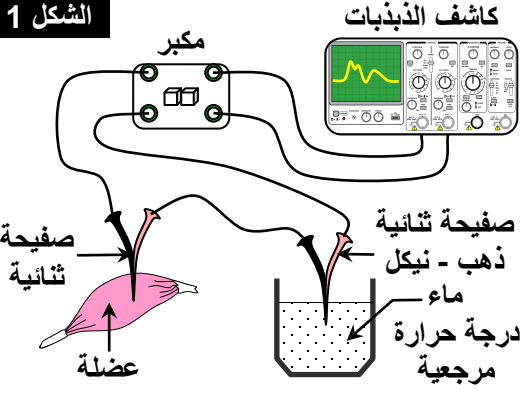 الشكل 1
كاشف الذبذبات
مكبر
صفيحة
ثنائية
عضلة
صفيحة ثنائية
ذهب - نيكل
ماء
درجة حرارة
مرجعية